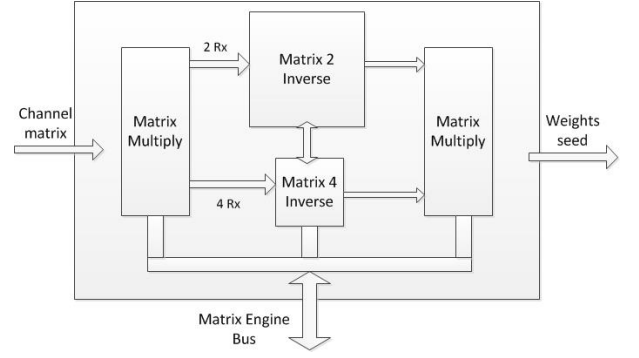 2 Rx
Matrix 2
Inverse
Channel
matrix
Matrix
Multiply
Matrix
Multiply
Weights
seed
4 Rx
Matrix 4
Inverse
Matrix Engine
Bus